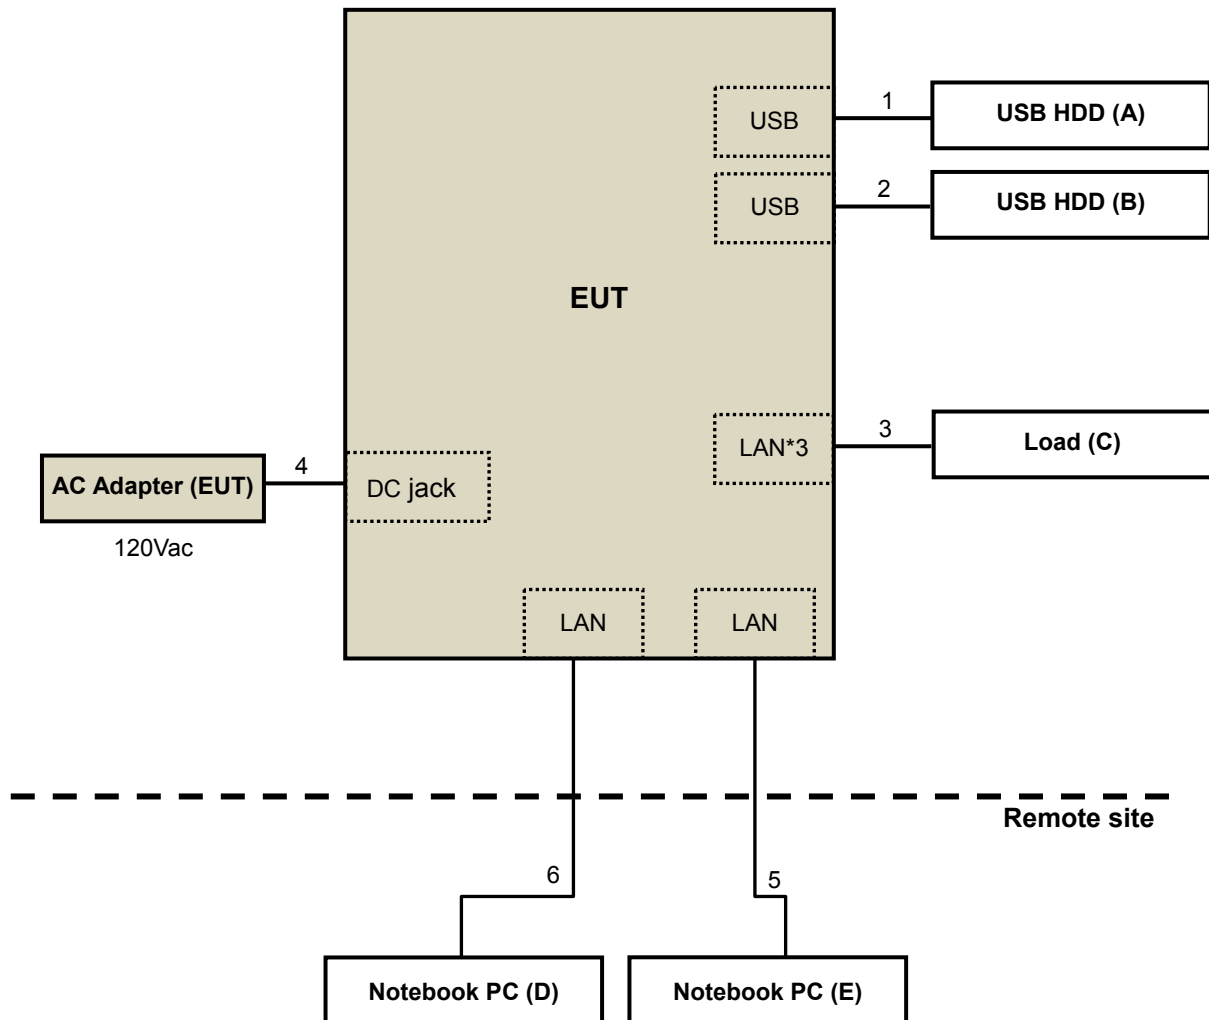 USB
1
USB HDD (A)
USB
2
USB HDD (B)
EUT
LAN*3
3
Load (C)
AC Adapter (EUT)
4
DC jack
120Vac
LAN
LAN
Remote site
6
5
Notebook PC (D)
Notebook PC (E)